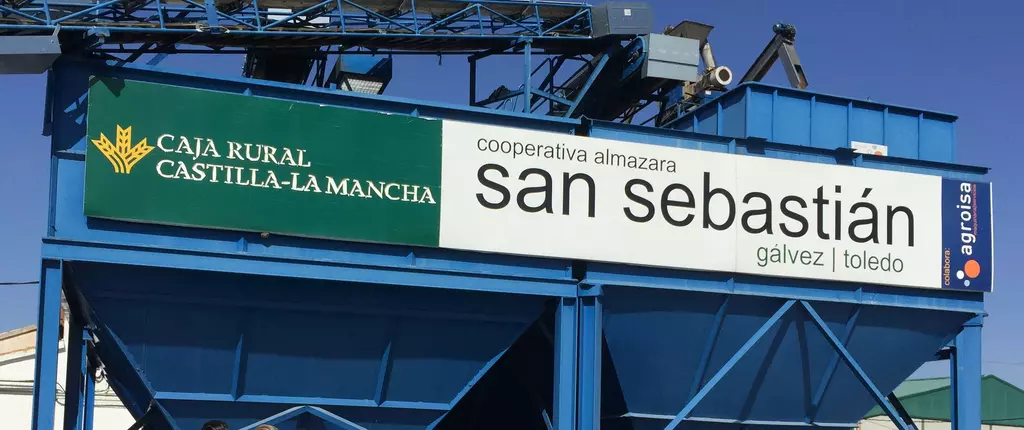 CAJA RURAL
CASTILLA-LA MANCHA
cooperativa almazara
san sebastián
gálvez | toledo
colabora:
agroisa